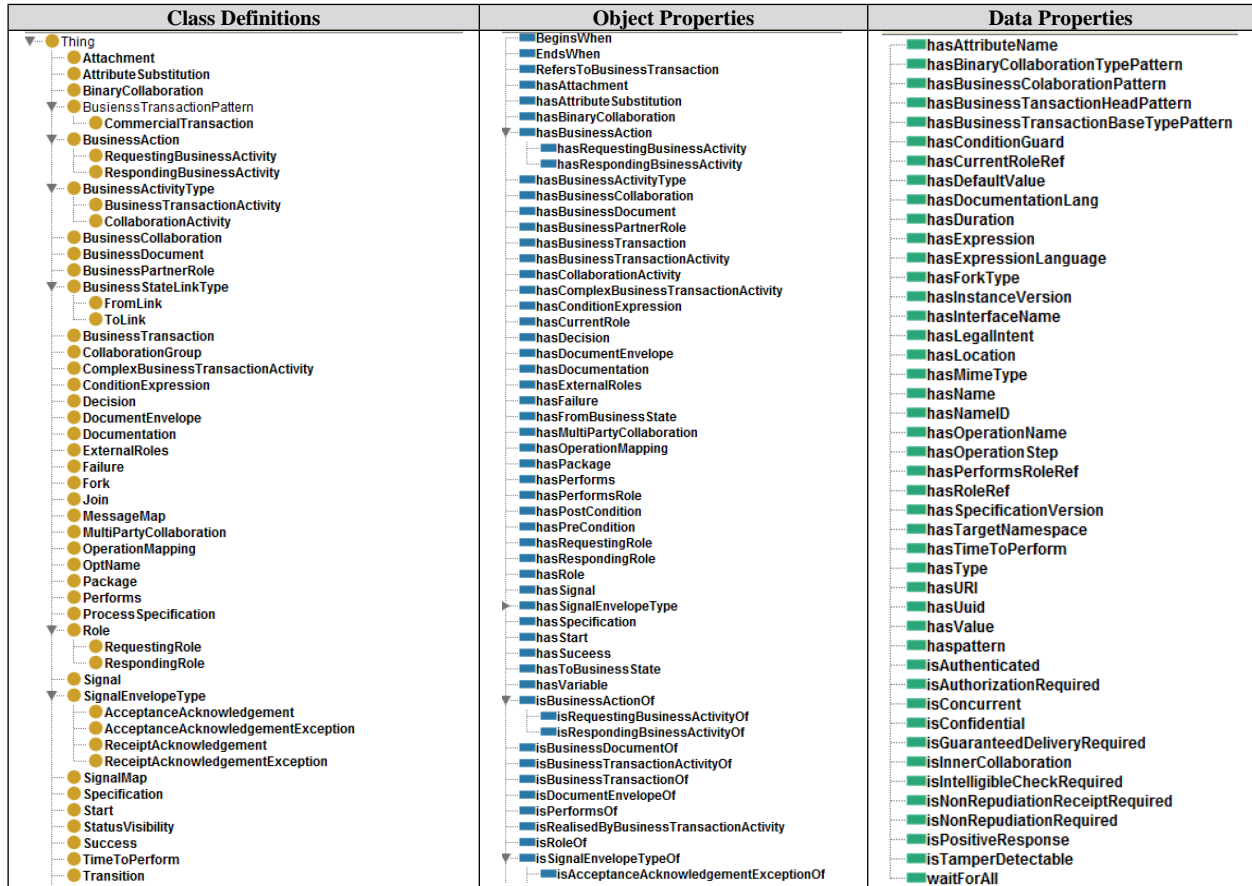 Class Definitions
Thing
Attachment
AttributeSubstitution
BinaryCollaboration
BusienssTransactionPattern
CommercialTransaction
BusinessAction
RequestingBusinessActivity
RespondingBusinessActivity
BusinessActivityType
BusinessTransactionActivity
CollaborationActivity
BusinessCollaboration
BusinessDocument
BusinessPartnerRole
BusinessStateLinkType
FromLink
ToLink
BusinessTransaction
CollaborationGroup
ComplexBusinessTransactionActivity
ConditionExpression
Decision
DocumentEnvelope
Documentation
ExternalRoles
Failure
Fork
Join
MessageMap
MultiPartyCollaboration
OperationMapping
OptName
Package
Performs
ProcessSpecification
Role
RequestingRole
RespondingRole
Signal
SignalEnvelopeType
AcceptanceAcknowledgement
AcceptanceAcknowledgementException
ReceiptAcknowledgement
ReceiptAcknowledgementException
SignalMap
Specification
Start
StatusVisibility
Success
TimeToPerform
Transition
Object Properties
BeginsWhen
EndsWhen
RefersToBusinessTransaction
hasAttachment
hasAttributeSubstitution
hasBinaryCollaboration
hasBusinessAction
hasRequestingBusinessActivity
hasRespondingBsinessActivity
hasBusinessActivityType
hasBusinessCollaboration
hasBusinessDocument
hasBusinessPartnerRole
hasBusinessTransaction
hasBusinessTransactionActivity
hasCollaborationActivity
hasComplexBusinessTransactionActivity
hasConditionExpression
hasCurrentRole
hasDecision
hasDocumentEnvelope
hasDocumentation
hasExternalRoles
hasFailure
hasFromBusinessState
hasMultiPartyCollaboration
hasOperationMapping
hasPackage
hasPerforms
hasPerformsRole
hasPostCondition
hasPreCondition
hasRequestingRole
hasRespondingRole
hasRole
hasSignal
hasSignalEnvelopeType
hasSpecification
hasStart
hasSuceess
hasToBusinessState
hasVariable
isBusinessActionOf
isRequestingBusinessActivityOf
isRespondingBsinessActivityOf
isBusinessDocumentOf
isBusinessTransactionActivityOf
isBusinessTransactionOf
isDocumentEnvelopeOf
isPerformsOf
isRealisedByBusinessTransactionActivity
isRoleOf
isSignalEnvelopeTypeOf
isAcceptanceAcknowledgementExceptionOf
Data Properties
hasAttributeName
hasBinaryCollaborationTypePattern
hasBusinessColaborationPattern
hasBusinessTansactionHeadPattern
hasBusinessTransactionBaseTypePattern
hasConditionGuard
hasCurrentRoleRef
hasDefaultValue
hasDocumentationLang
hasDuration
hasExpression
hasExpressionLanguage
hasForkType
hasInstanceVersion
hasInterfaceName
hasLegalIntent
hasLocation
hasMimeType
hasName
hasNameID
hasOperationName
hasOperationStep
hasPerformsRoleRef
hasRoleRef
hasSpecificationVersion
hasTargetNamespace
hasTimeToPerform
hasType
hasURI
hasUuid
hasValue
haspattern
isAuthenticated
isAuthorizationRequired
isConcurrent
isConfidential
isGuaranteedDeliveryRequired
isInnerCollaboration
isIntelligibleCheckRequired
isNonRepudiationReceiptRequired
isNonRepudiationRequired
isPositiveResponse
isTamperDetectable
waitForAll